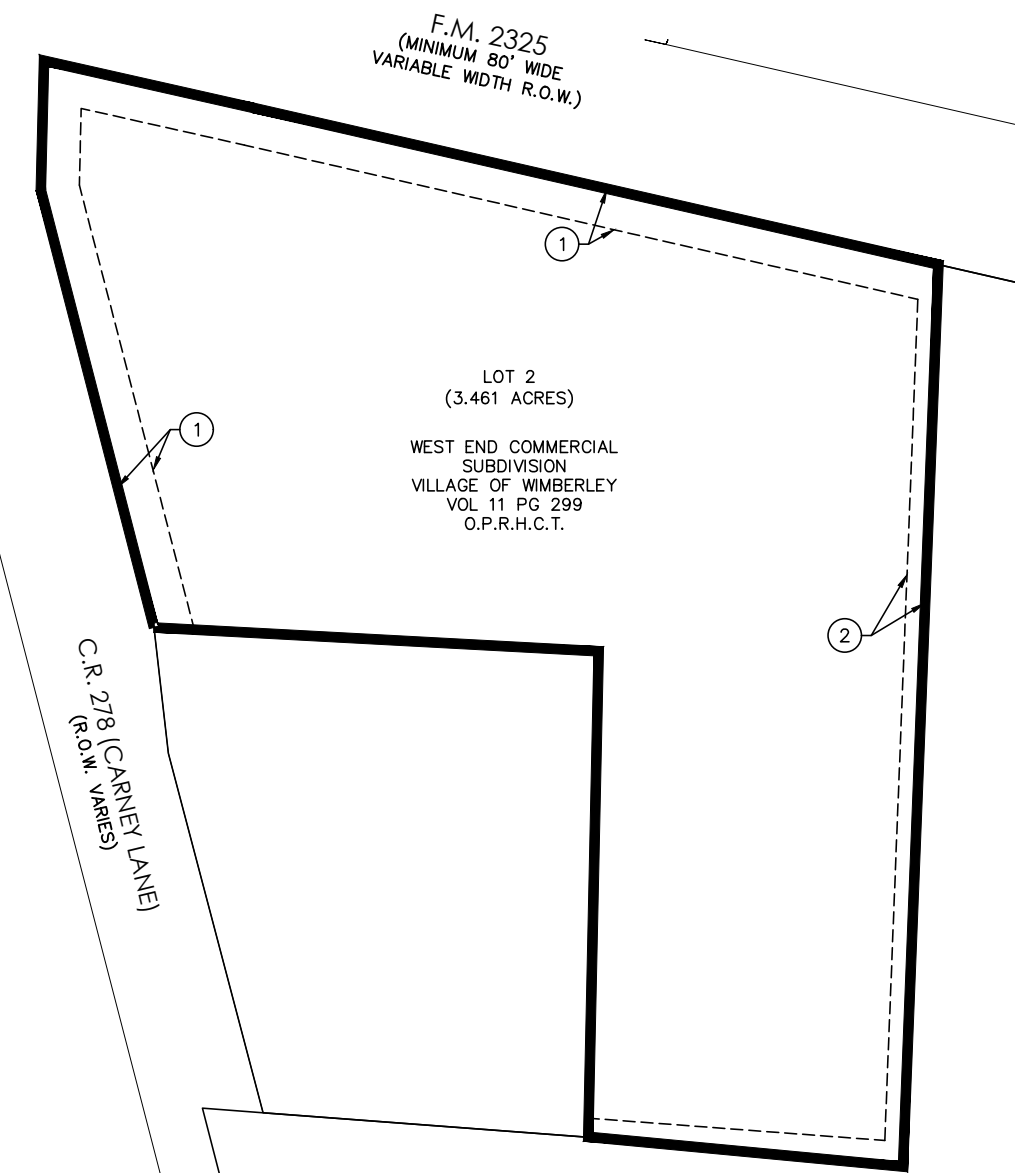 F.M. 2325
(MINIMUM 80' WIDE
VARIABLE WIDTH R.O.W.)
1
LOT 2
(3.461 ACRES)
1
WEST END COMMERCIAL
SUBDIVISION
VILLAGE OF WIMBERLEY
VOL 11 PG 299
O.P.R.H.C.T.
2
C.R. 278 (CARNEY LANE)
(R.O.W. VARIES)